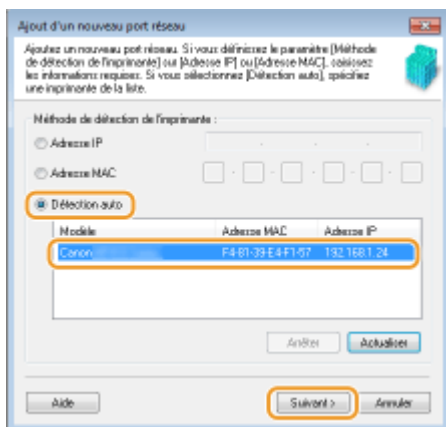 Ajout d'un nouveau port réseau
Ajoutez un nouveau port réseau. Si vous définissez le paramètre [Méthode
de détection de l'imprimante] sur [Adresse IP] ou [Adresse MAC], saisissez
les informations requises. Si vous sélectionnez [Détection auto], spécifiez
une imprimante de la liste.
Méthode de détection de l'imprimante :
Adresse IP
Adresse MAC
Détection auto
Modèle Adresse MAC Adresse IP
Canon F4-81-39-E4-F1-57 192.168.1.24
Arrêter Actualiser
Aide Suivant > Annuler